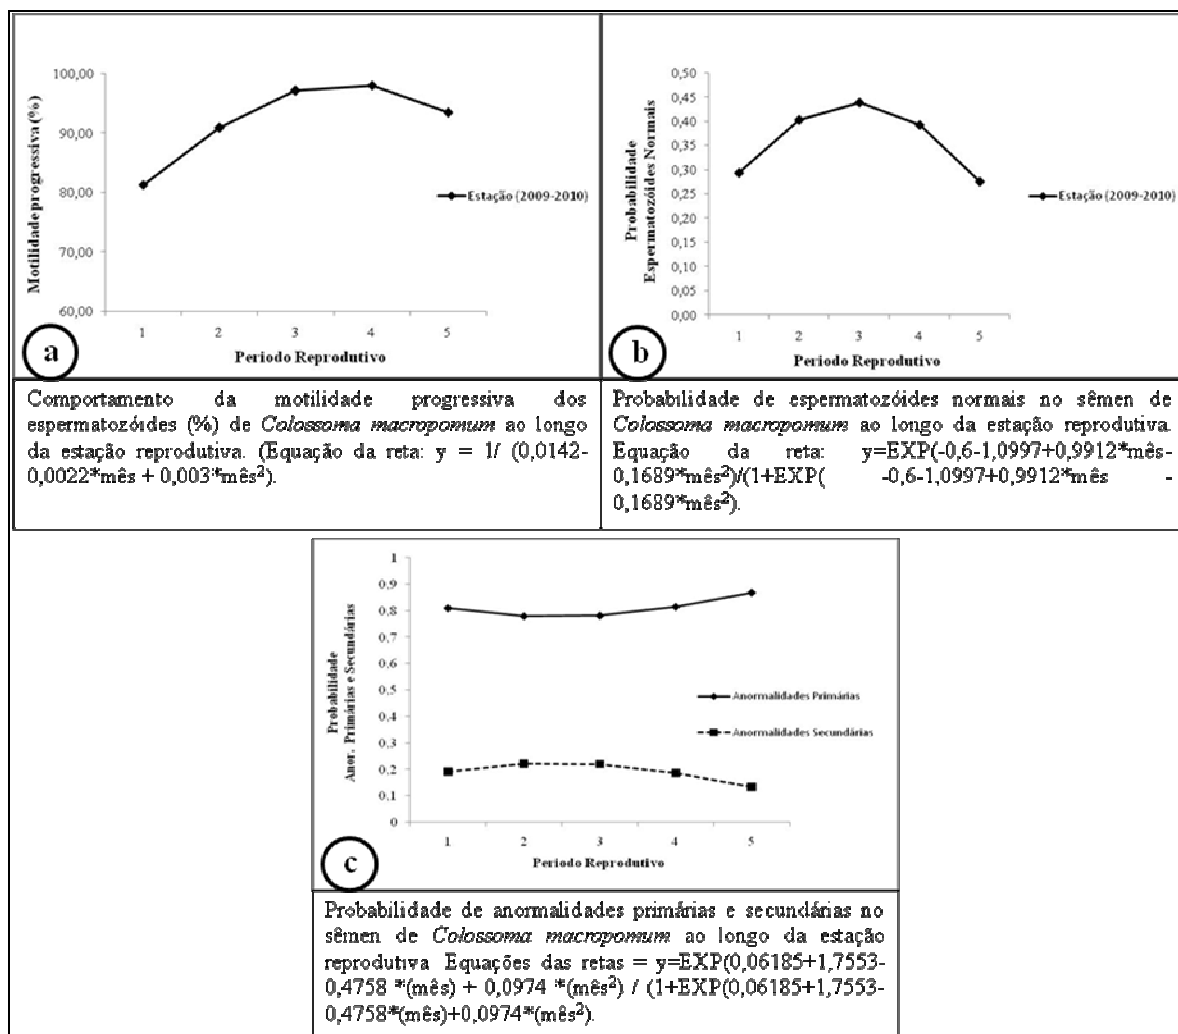 100,00
90,00
80,00
70,00
60,00
Motilidade progressiva (%)
1 2 3 4 5
Periodo Reprodutivo
Estação (2009-2010)
a
0,50
0,45
0,40
0,35
0,30
0,25
0,20
0,15
0,10
0,05
0,00
Probabilidade
Espermatozóides Normais
1 2 3 4 5
Periodo Reprodutivo
Estação (2009-2010)
b
Comportamento da motilidade progressiva dos
espermatozóides (%) de Colossoma macropomum ao longo
da estação reprodutiva. (Equação da reta: y = 1/ (0,0142-
0,0022*mês + 0,003*mês²).
Probabilidade de espermatozóides normais no sêmen de
Colossoma macropomum ao longo da estação reprodutiva.
Equação da reta: y=EXP(-0,6-1,0997+0,9912*mês-
0,1689*mês²)/(1+EXP( -0,6-1,0997+0,9912*mês -
0,1689*mês²).
1
0,9
0,8
0,7
0,6
0,5
0,4
0,3
0,2
0,1
0
Probabilidade
Anor. Primárias e Secundárias
1 2 3 4 5
Periodo Reprodutivo
Anormalidades Primárias
Anormalidades Secundárias
c
Probabilidade de anormalidades primárias e secundárias no
sêmen de Colossoma macropomum ao longo da estação
reprodutiva Equações das retas = y=EXP(0,06185+1,7553-
0,4758 *(mês) + 0,0974 *(mês²) / (1+EXP(0,06185+1,7553-
0,4758*(mês)+0,0974*(mês²).